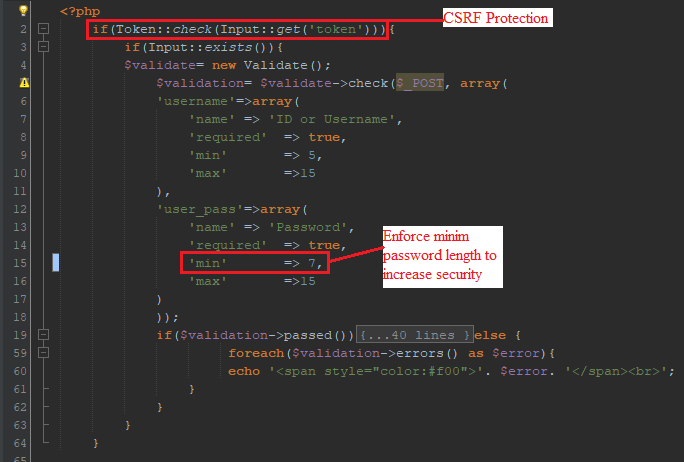 1 <?php
2 if(Token::check(Input::get('token'))){
CSRF Protection
3 if(Input::exists()){
4 $validate= new Validate();
$validation= $validate->check($_POST, array(
6 'username'=>array(
7 'name' => 'ID or Username',
8 'required' => true,
9 'min' => 5,
10 'max' =>15
11 ),
12 'user_pass'=>array(
13 'name' => 'Password',
14 'required' => true,
15 'min' => 7,
16 'max' =>15
Enforce minim
password length to
increase security
17 )
18 ));
19 if($validation->passed()){...40 lines }else {
59 foreach($validation->errors() as $error){
60 echo '<span style="color:#f00">'. $error. '</span><br>';
61 }
62 }
63 }
64 }
65